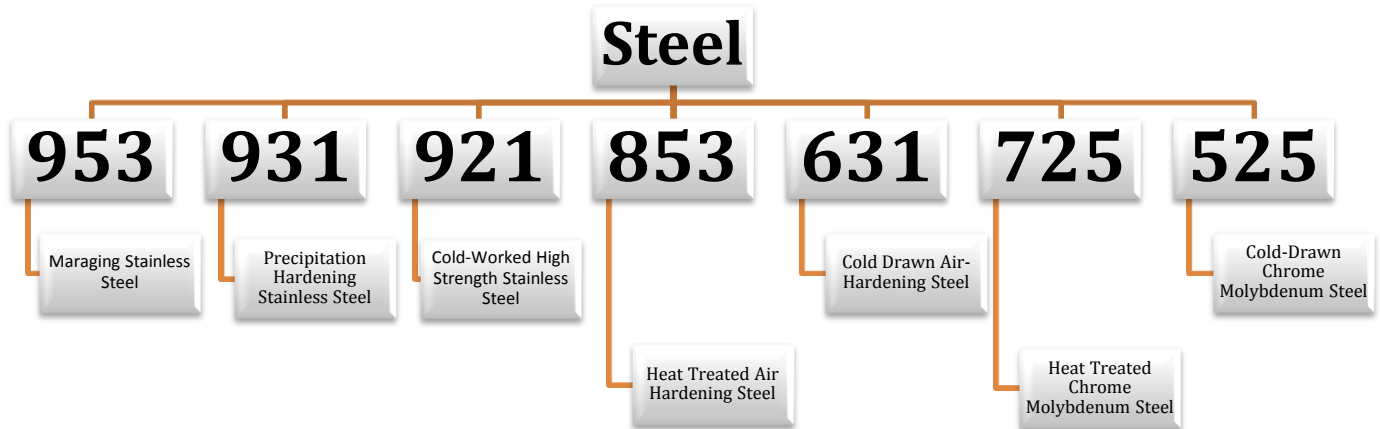 Steel
953
931
921
853
631
725
525
Maraging Stainless
Steel
Precipitation
Hardening
Stainless Steel
Cold-Worked High
Strength Stainless
Steel
Cold Drawn Air-
Hardening Steel
Cold-Drawn
Chrome
Molybdenum Steel
Heat Treated Air
Hardening Steel
Heat Treated
Chrome
Molybdenum Steel